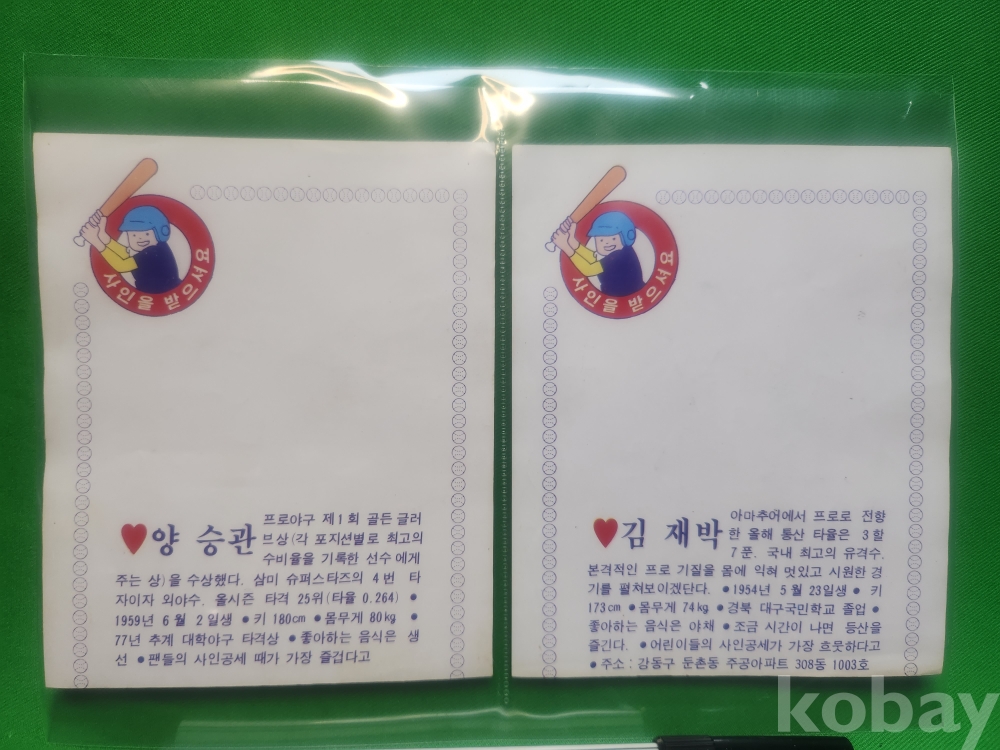 사인을 받으서요
♥양 승관
프로야구 제1회 골든글러
브상(각 포지션별로 최고의
수비율을 기록한 선수에게
주는 상)을 수상했다. 삼미 슈퍼스타즈의 4번 타
자이자 외야수. 올시즌 타격 25위(타율 0.264) ●
1959년 6월 2일생 ●키 180cm ●몸무게 80kg ●
77년 추계 대학야구 타격상 ●좋아하는 음식은 생
선 ●팬들의 사인공세 때가 가장 즐겁다고
사인을 받으서요
♥김 재박
아마추어에서 프로로 전향
한 올해 통산 타율은 3할
7푼. 국내 최고의 유격수.
본격적인 프로 기질을 몸에 익혀 멋있고 시원한 경
기를 펼쳐보이겠단다. ●1954년 5월 23일생 ● 키
173cm ●몸무게 74kg ●경북 대구국민학교 졸업 ●
좋아하는 음식은 야채 ●조금 시간이 나면 등산을
즐긴다. ●어린이들의 사인공세가 가장 흐뭇하다고
●주소: 강동구 둔촌동 주공아파트 308동 1003호
kobay